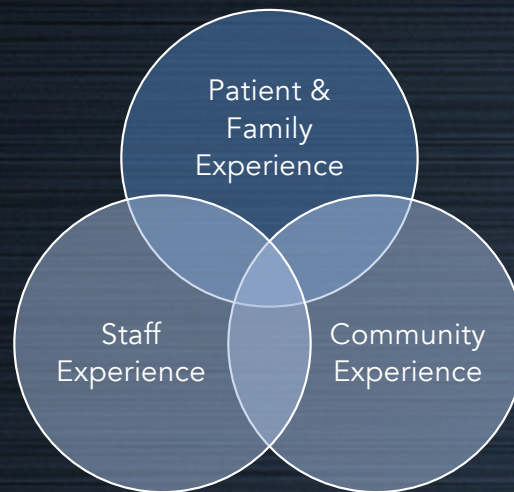 Patient &
Family
Experience
Staff
Experience
Community
Experience